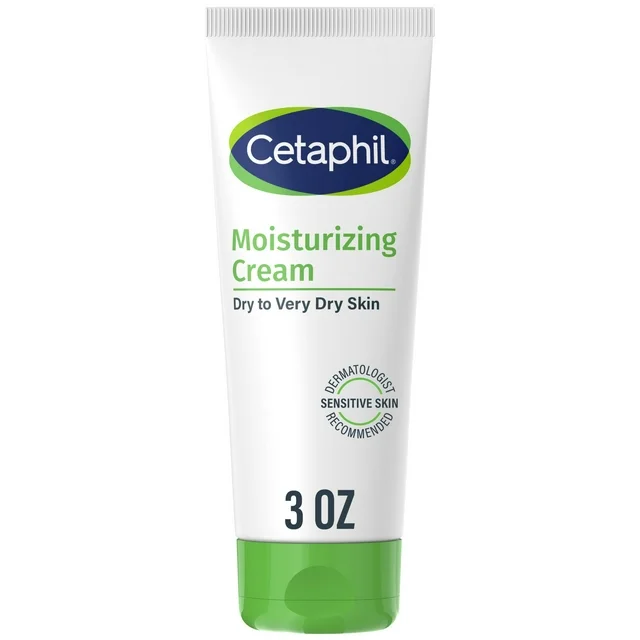 Cetaphil®
Moisturizing
Cream
Dry to Very Dry Skin
DERMATOLOGIST
SENSITIVE SKIN
RECOMMENDED
3 OZ